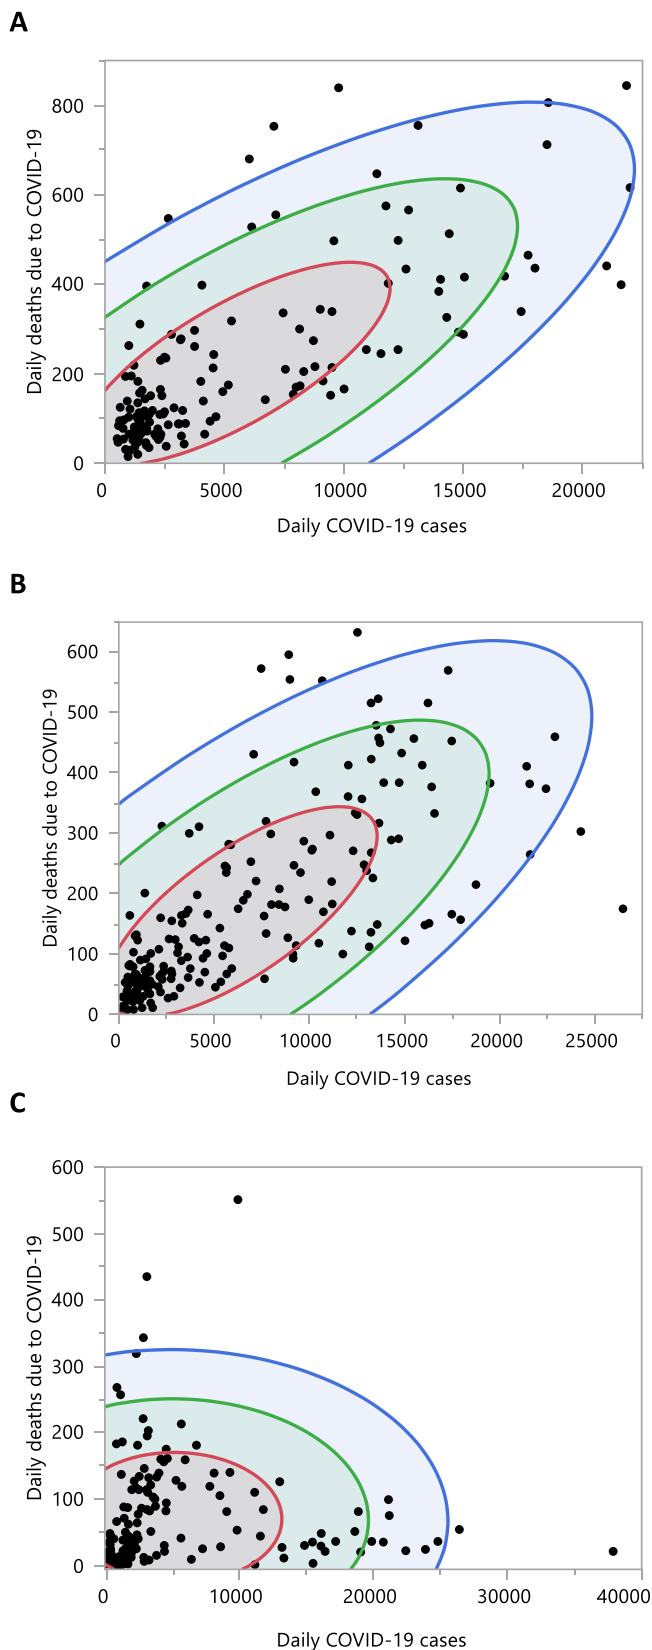 A
Daily deaths due to COVID-19
800
600
400
200
0
0 5000 10000 15000 20000
Daily COVID-19 cases
B
Daily deaths due to COVID-19
600
500
400
300
200
100
0
0 5000 10000 15000 20000 25000
Daily COVID-19 cases
C
Daily deaths due to COVID-19
600
500
400
300
200
100
0
0 10000 20000 30000 40000
Daily COVID-19 cases